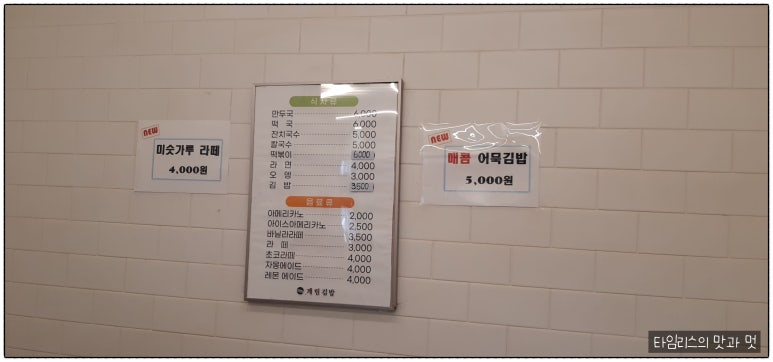 NEW
미숫가루 라떼
4,000원
식사류
만두국 6,000
떡 국 6,000
잔치국수 5,000
칼국수 5,000
떡볶이 6000
라 면 4,000
오 뎅 3,000
김 밥 3500
음료류
아메리카노 2,000
아이스아메리카노 2,500
바닐라라떼 3,500
라 떼 3,000
초코라떼 4,000
자몽에이드 4,000
레몬 에이드 4,000
김밥
NEW
매콤 어묵김밥
5,000원
타임리스의 맛과 멋